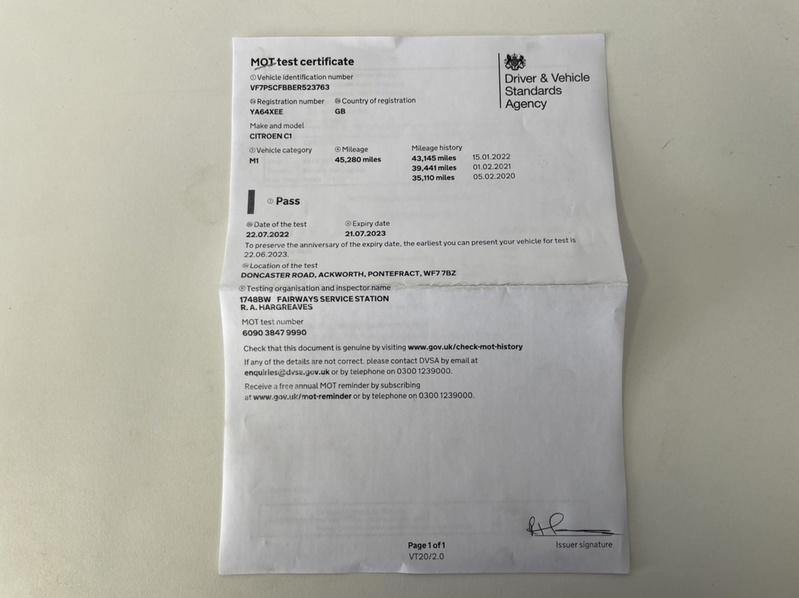 MOT test certificate
Driver & Vehicle
Standards
Agency
Vehicle identification number
VF7PSCFBBER523763
Registration number Country of registration
YA64XEE GB
Make and model
CITROEN C1
Vehicle category Mileage Mileage history
M1 45,280 miles 43,145 miles 15.01.2022
39,441 miles 01.02.2021
35,110 miles 05.02.2020
Pass
Date of the test Expiry date
22.07.2022 21.07.2023
To preserve the anniversary of the expiry date, the earliest you can present your vehicle for test is
22.06.2023.
Location of the test
DONCASTER ROAD, ACKWORTH, PONTEFRACT, WF7 7BZ
Testing organisation and inspector name
1748BW FAIRWAYS SERVICE STATION
R. A. HARGREAVES
MOT test number
6090 3847 9990
Check that this document is genuine by visiting www.gov.uk/check-mot-history
If any of the details are not correct, please contact DVSA by email at
enquiries@dvsa.gov.uk or by telephone on 0300 1239000.
Receive a free annual MOT reminder by subscribing
at www.gov.uk/mot-reminder or by telephone on 0300 1239000.
Page 1 of 1
VT20/2.0
Issuer signature